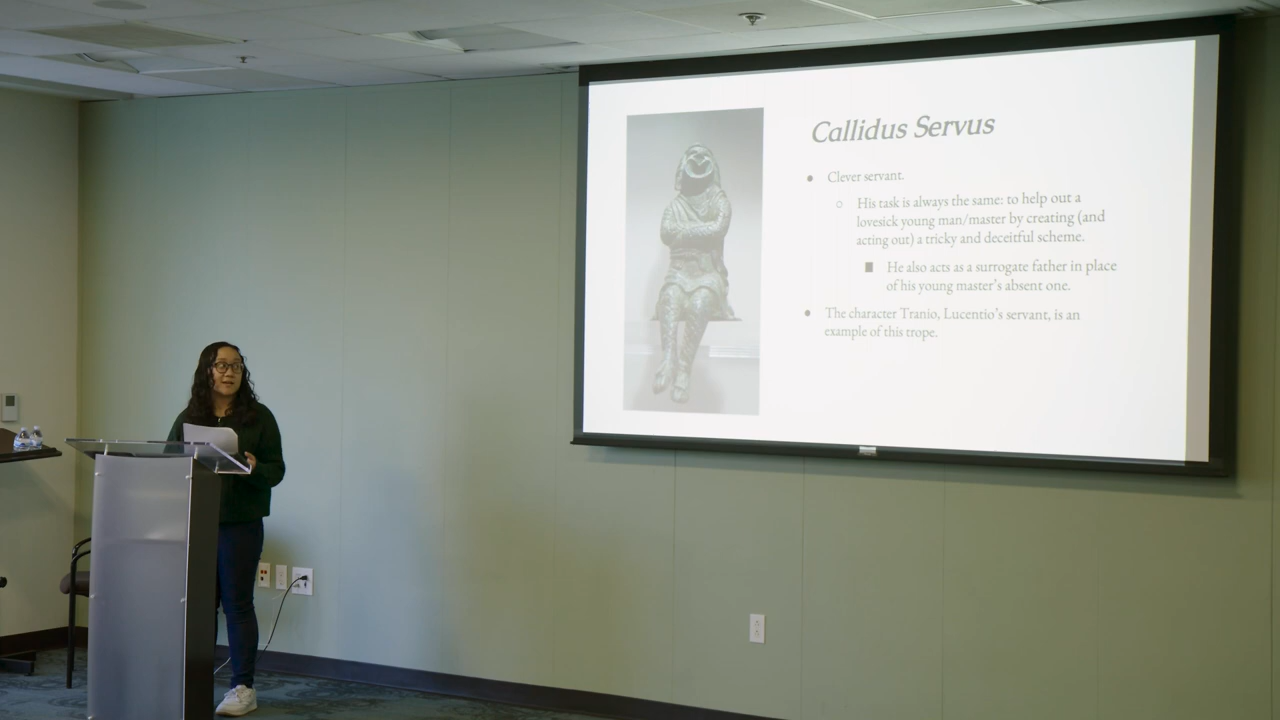 Callidus Servus
● Clever servant.
○ His task is always the same: to help out a
lovesick young man/master by creating (and
acting out) a tricky and deceitful scheme.
■ He also acts as a surrogate father in place
of his young master's absent one.
● The character Tranio, Lucentio's servant, is an
example of this trope.